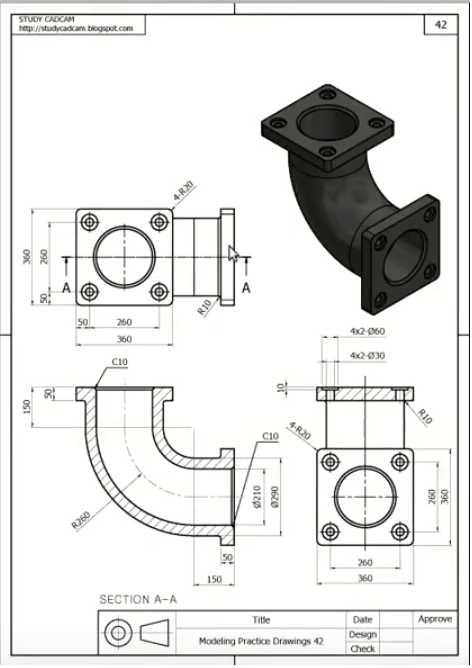 STUDY CADCAM
http://studycadcam.blogspot.com
42
4-R20
360
260
50
A
A
R10
50
260
360
C10
50
150
C10
R260
Ø210
Ø290
50
150
4x2-Ø60
4x2-Ø30
10
R10
4-R20
260
360
260
360
SECTION A-A
Title
Date
Approve
Modeling Practice Drawings 42
Design
Check